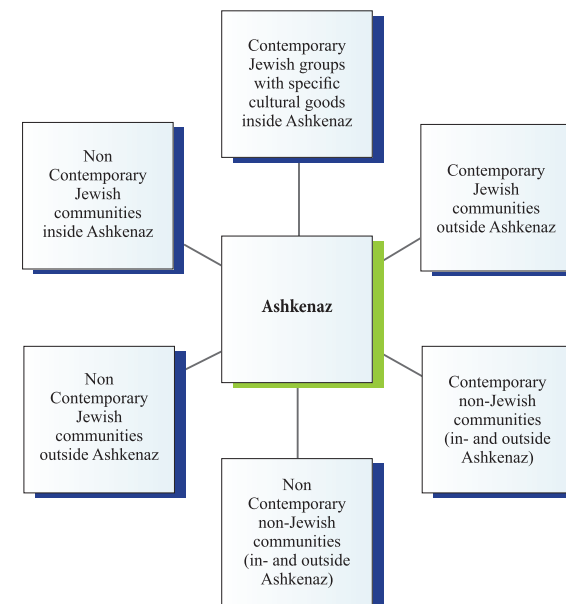 Contemporary
Jewish groups
with specific
cultural goods
inside Ashkenaz
Non
Contemporary
Jewish
communities
inside Ashkenaz
Contemporary
Jewish
communities
outside Ashkenaz
Ashkenaz
Non
Contemporary
Jewish
communities
outside Ashkenaz
Contemporary
non-Jewish
communities
(in- and outside
Ashkenaz)
Non
Contemporary
non-Jewish
communities
(in- and outside
Ashkenaz)